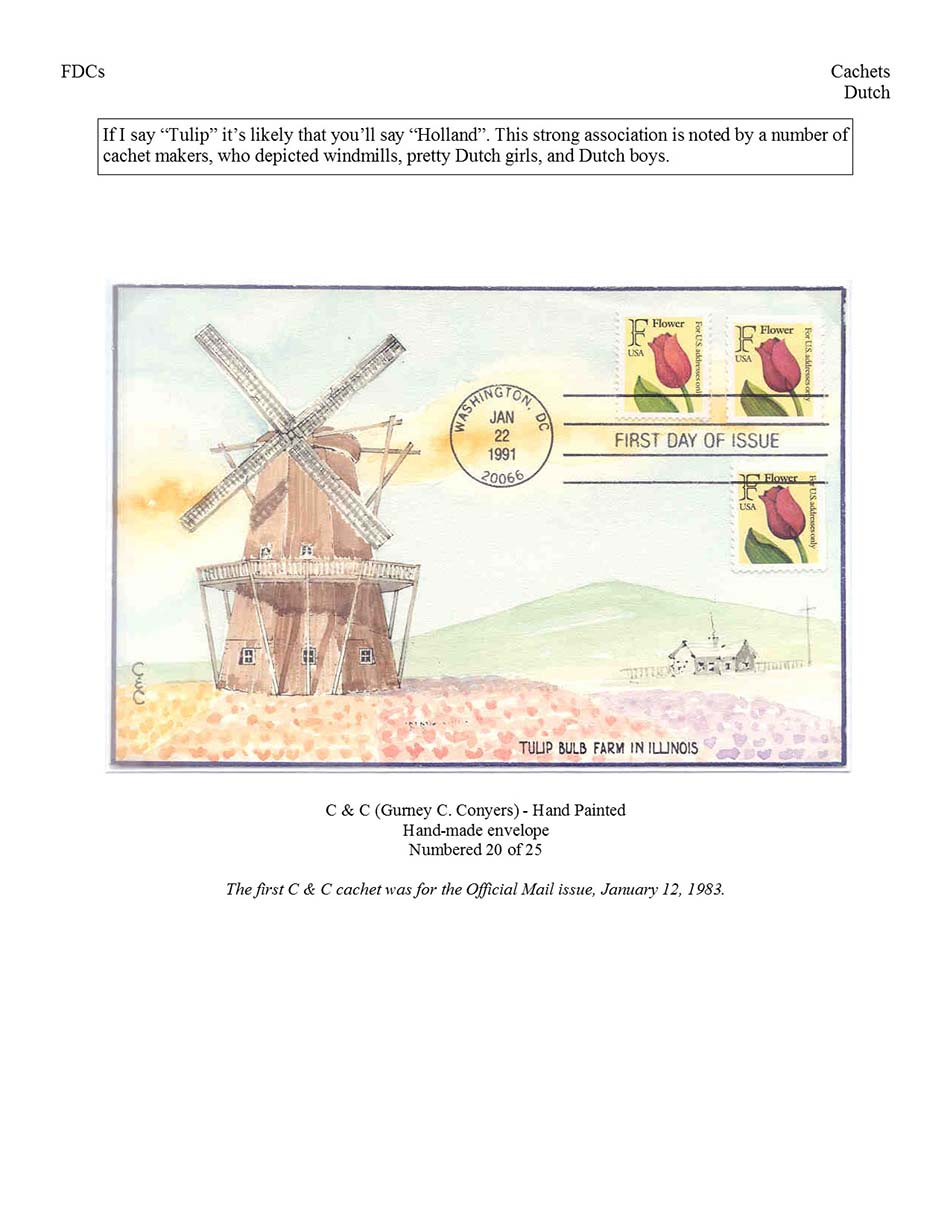 FDCs
Cachets
Dutch
If I say “Tulip” it’s likely that you’ll say “Holland”. This strong association is noted by a number of
cachet makers, who depicted windmills, pretty Dutch girls, and Dutch boys.
F Flower
USA
For U.S. addresses only
F Flower
USA
For U.S. addresses only
WASHINGTON, DC
JAN
22
1991
20066
FIRST DAY OF ISSUE
F Flower
USA
For U.S. addresses only
TULIP BULB FARM IN ILLINOIS
C & C (Gurney C. Conyers) - Hand Painted
Hand-made envelope
Numbered 20 of 25
The first C & C cachet was for the Official Mail issue, January 12, 1983.